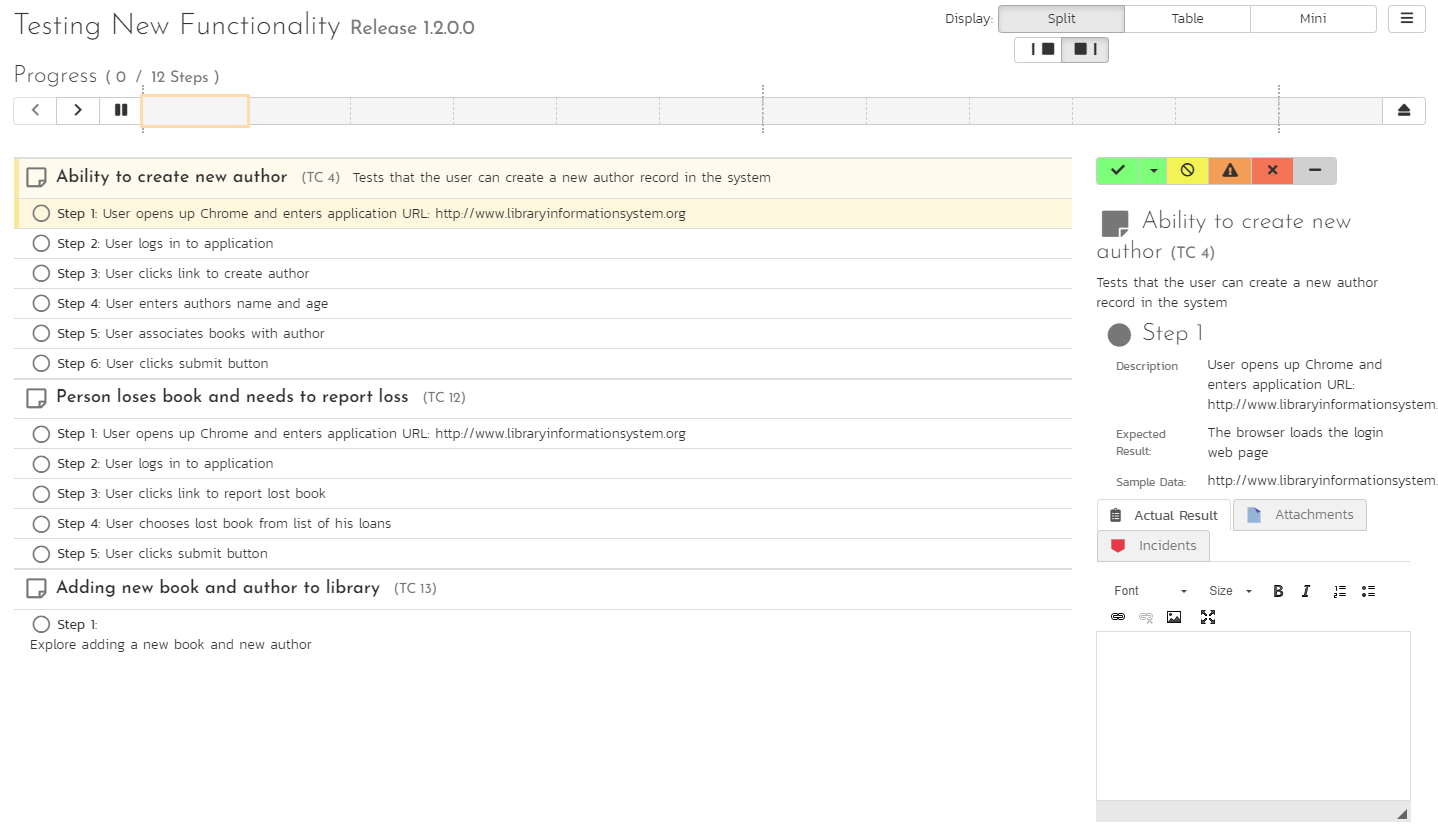 Testing New Functionality Release 1.2.0.0
Display: Split Table Mini
Progress ( 0 / 12 Steps )
Ability to create new author (TC 4) Tests that the user can create a new author record in the system
Step 1: User opens up Chrome and enters application URL: http://www.libraryinformationsystem.org
Step 2: User logs in to application
Step 3: User clicks link to create author
Step 4: User enters authors name and age
Step 5: User associates books with author
Step 6: User clicks submit button
Person loses book and needs to report loss (TC 12)
Step 1: User opens up Chrome and enters application URL: http://www.libraryinformationsystem.org
Step 2: User logs in to application
Step 3: User clicks link to report lost book
Step 4: User chooses lost book from list of his loans
Step 5: User clicks submit button
Adding new book and author to library (TC 13)
Step 1:
Explore adding a new book and new author
Ability to create new
author (TC 4)
Tests that the user can create a new author
record in the system
Step 1
Description User opens up Chrome and
enters application URL:
http://www.libraryinformationsystem.
Expected The browser loads the login
Result: web page
Sample Data: http://www.libraryinformationsystem.
Actual Result Attachments
Incidents
Font Size B I